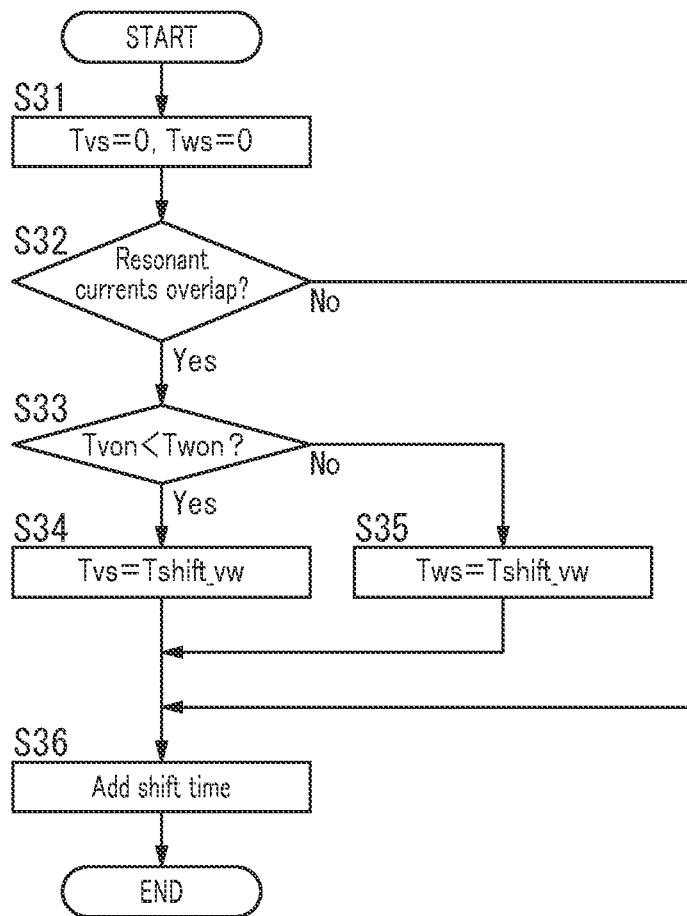 START
S31
Tvs=0, Tws=0
S32
Resonant
currents overlap?
No
Yes
S33
Tvon<Twon?
No
Yes
S34
Tvs=Tshift_vw
S35
Tws=Tshift_vw
S36
Add shift time
END